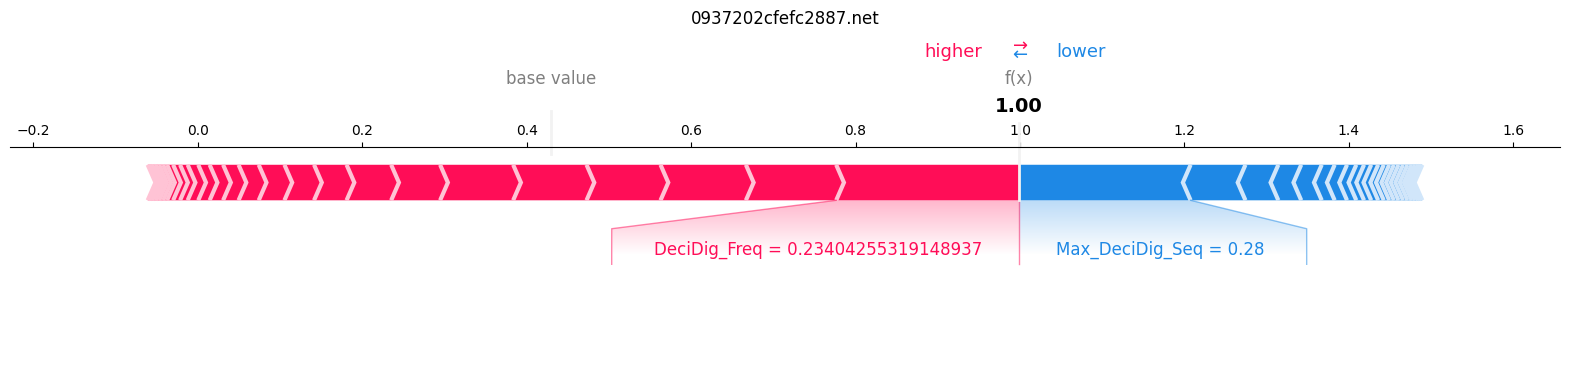 0937202cfefc2887.net
higher ⇄ lower
base value f(x)
1.00
−0.2 0.0 0.2 0.4 0.6 0.8 1.0 1.2 1.4 1.6
DeciDig_Freq = 0.23404255319148937 Max_DeciDig_Seq = 0.28